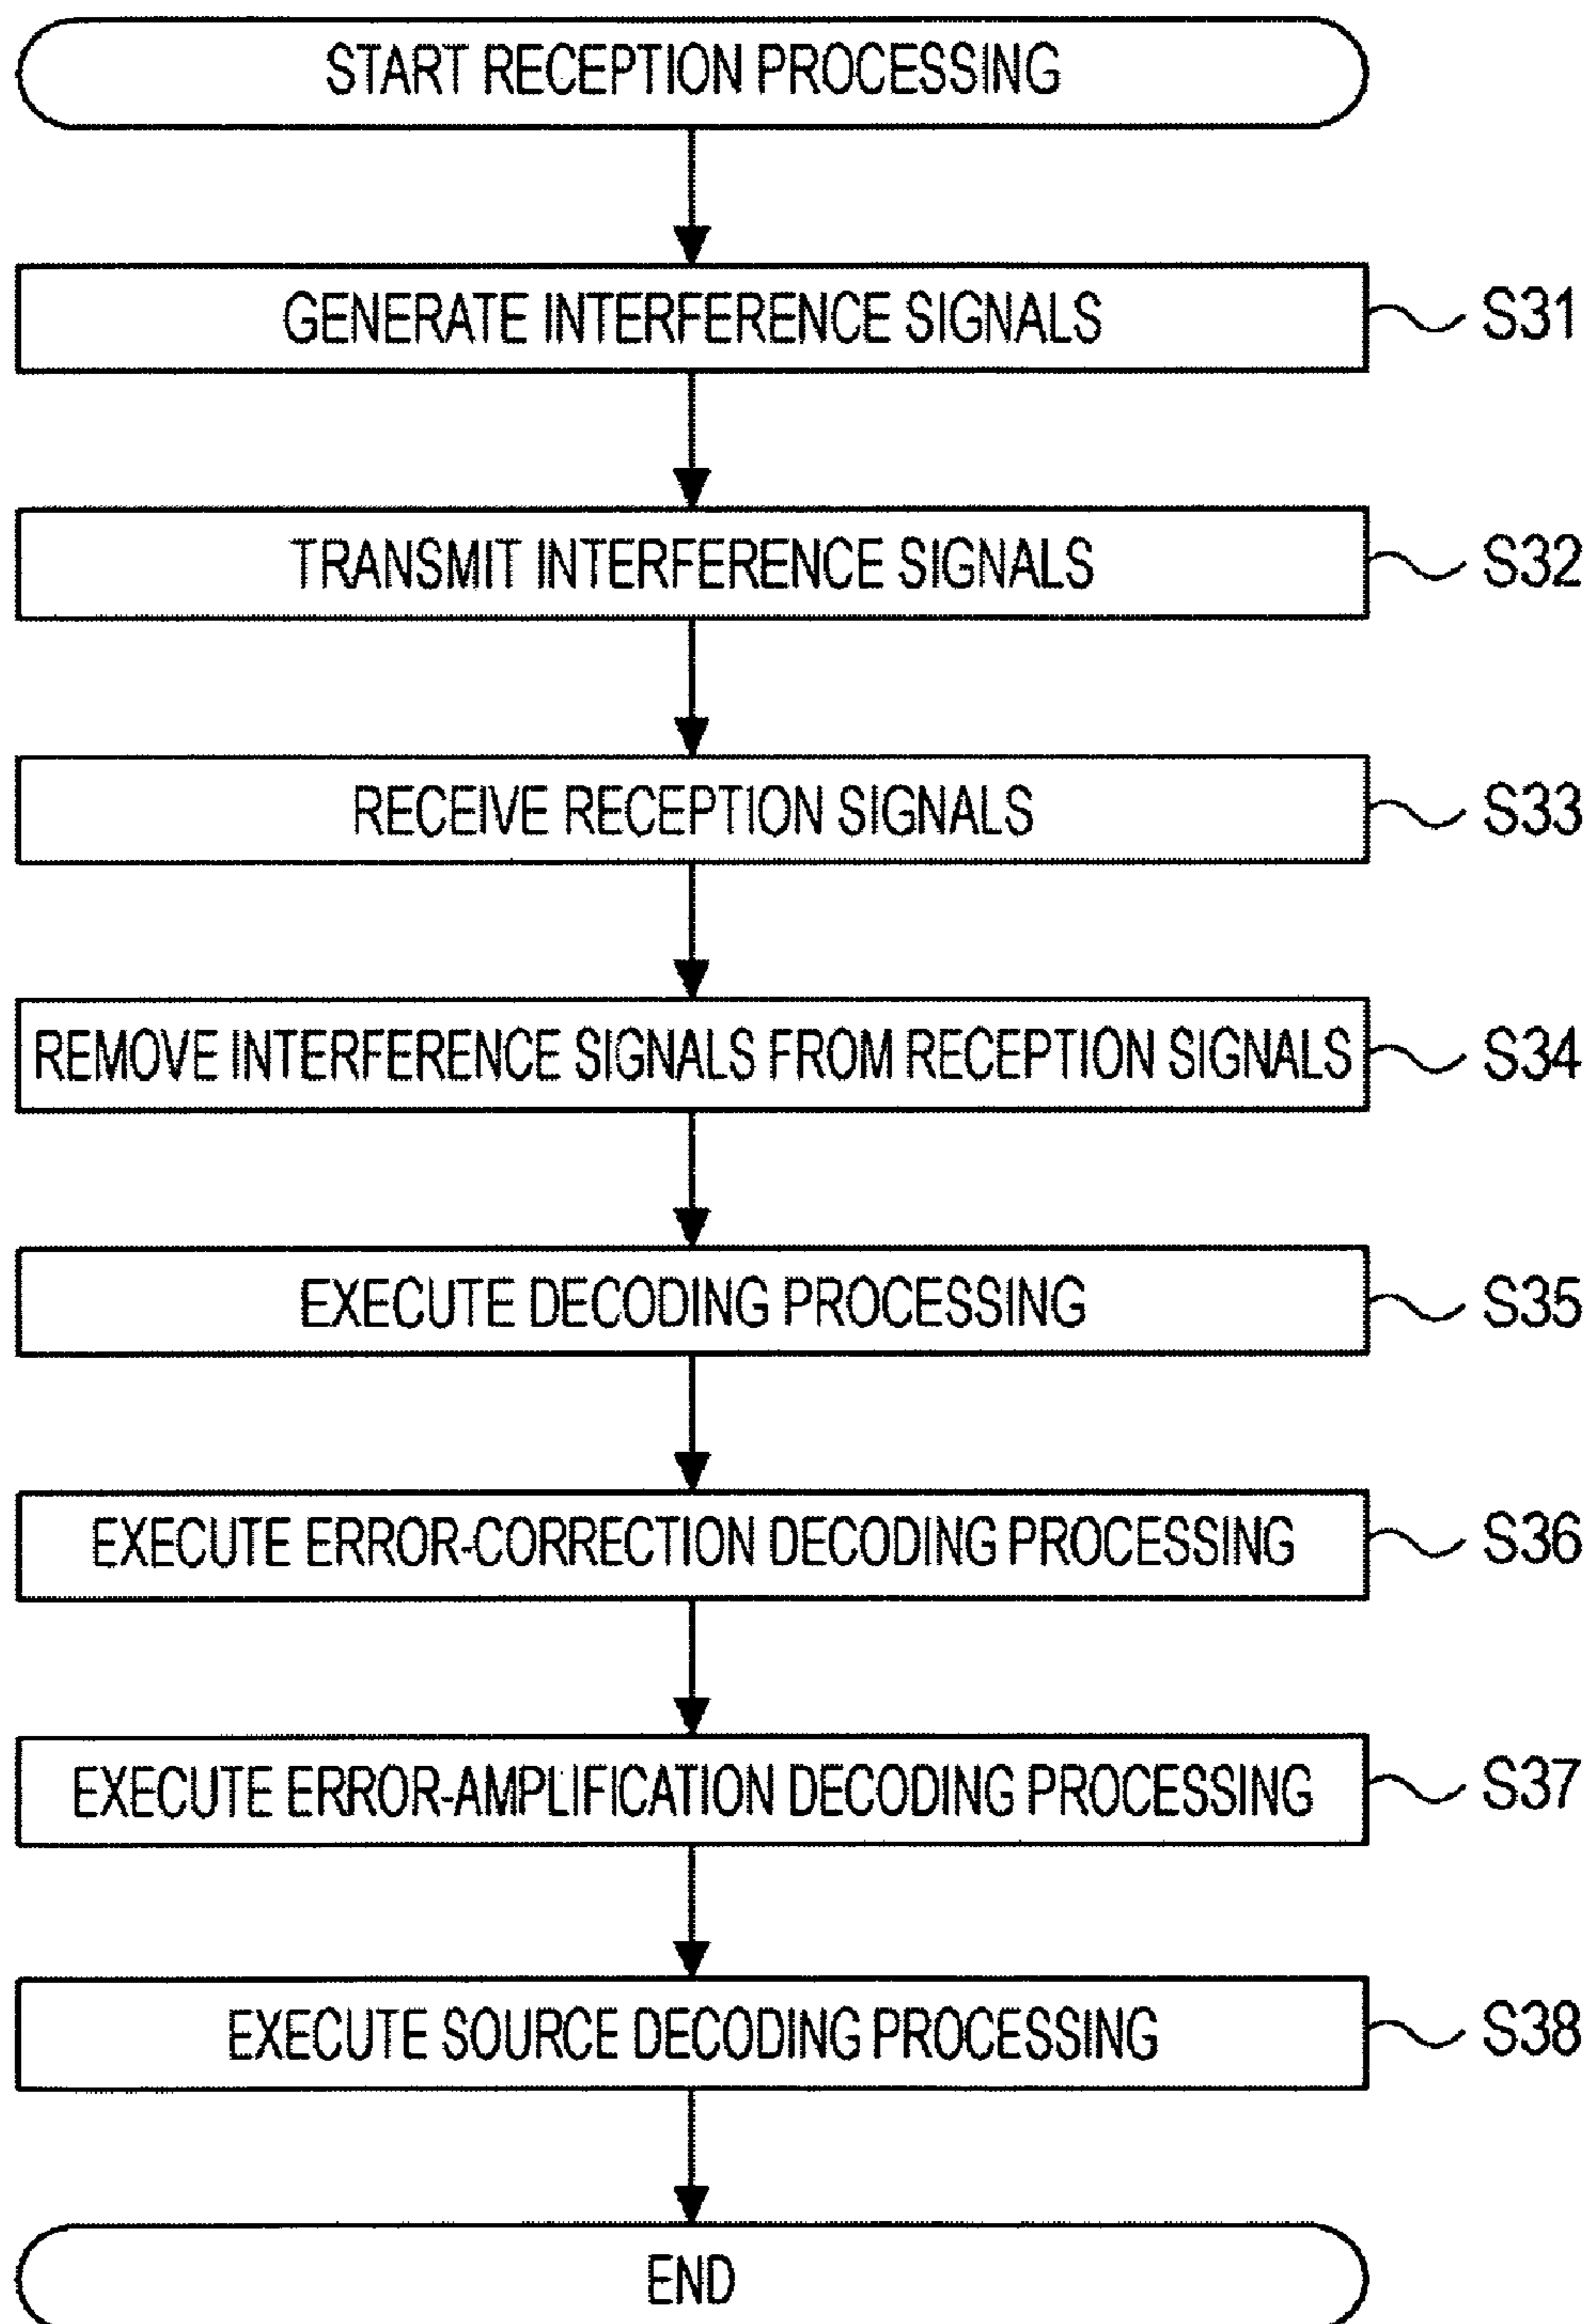 START RECEPTION PROCESSING
GENERATE INTERFERENCE SIGNALS S31
TRANSMIT INTERFERENCE SIGNALS S32
RECEIVE RECEPTION SIGNALS S33
REMOVE INTERFERENCE SIGNALS FROM RECEPTION SIGNALS S34
EXECUTE DECODING PROCESSING S35
EXECUTE ERROR-CORRECTION DECODING PROCESSING S36
EXECUTE ERROR-AMPLIFICATION DECODING PROCESSING S37
EXECUTE SOURCE DECODING PROCESSING S38
END